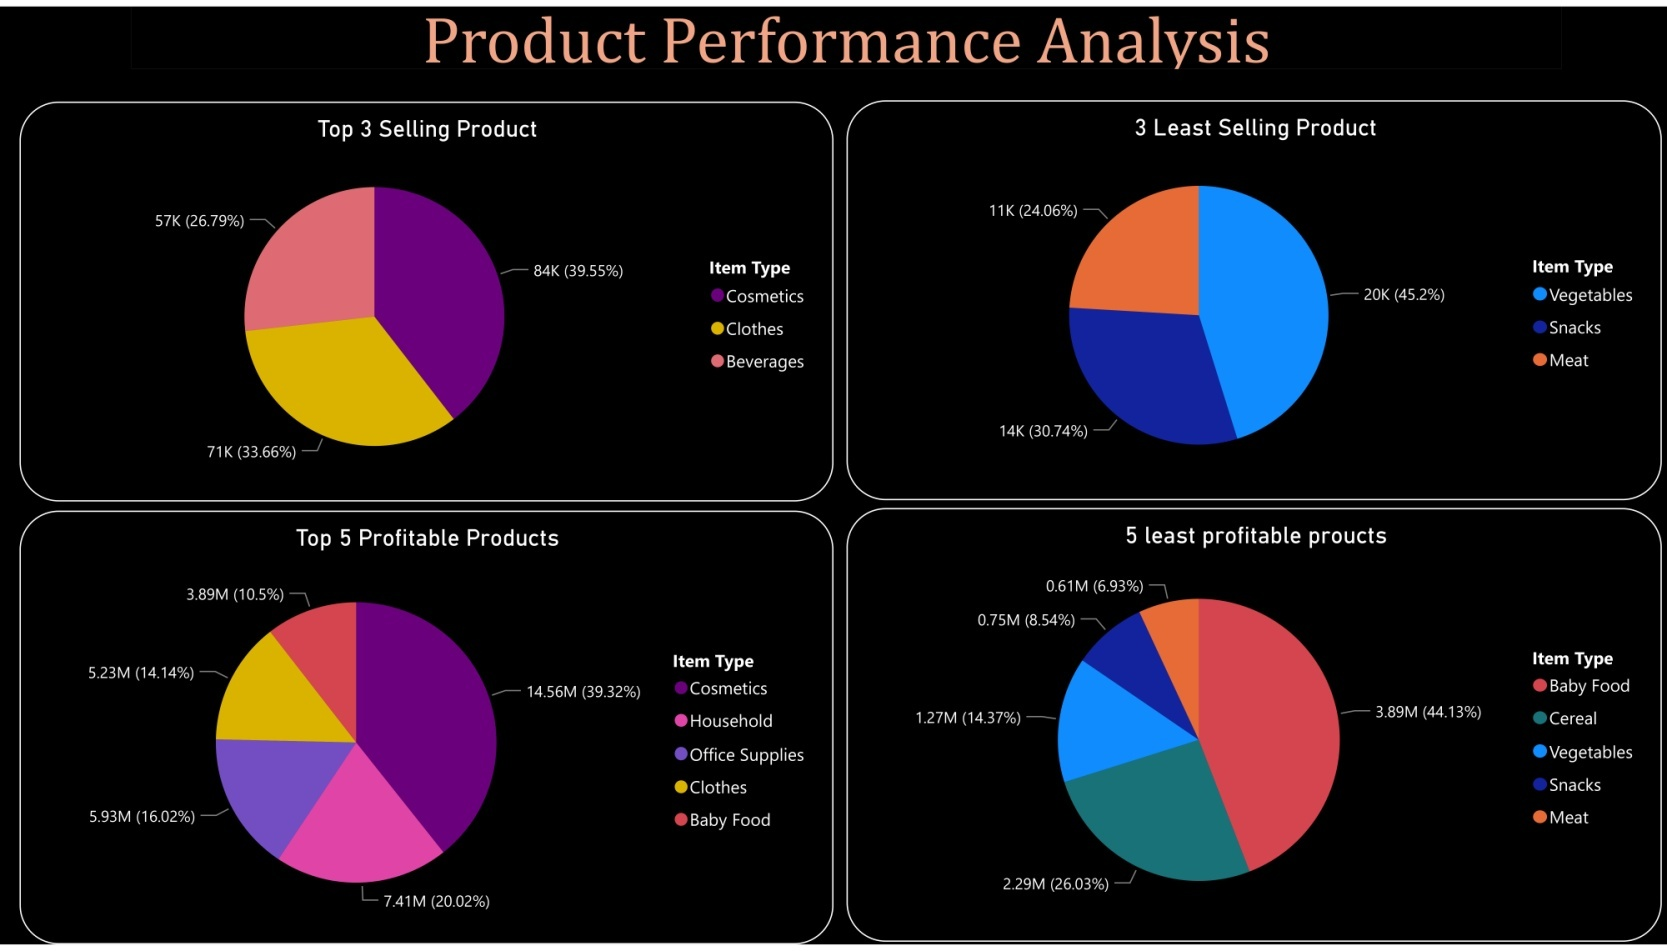 Product Performance Analysis
Top 3 Selling Product
57K (26.79%)
84K (39.55%)
71K (33.66%)
Item Type
Cosmetics
Clothes
Beverages
3 Least Selling Product
11K (24.06%)
20K (45.2%)
14K (30.74%)
Item Type
Vegetables
Snacks
Meat
Top 5 Profitable Products
3.89M (10.5%)
5.23M (14.14%)
14.56M (39.32%)
5.93M (16.02%)
7.41M (20.02%)
Item Type
Cosmetics
Household
Office Supplies
Clothes
Baby Food
5 least profitable proucts
0.61M (6.93%)
0.75M (8.54%)
1.27M (14.37%)
3.89M (44.13%)
2.29M (26.03%)
Item Type
Baby Food
Cereal
Vegetables
Snacks
Meat